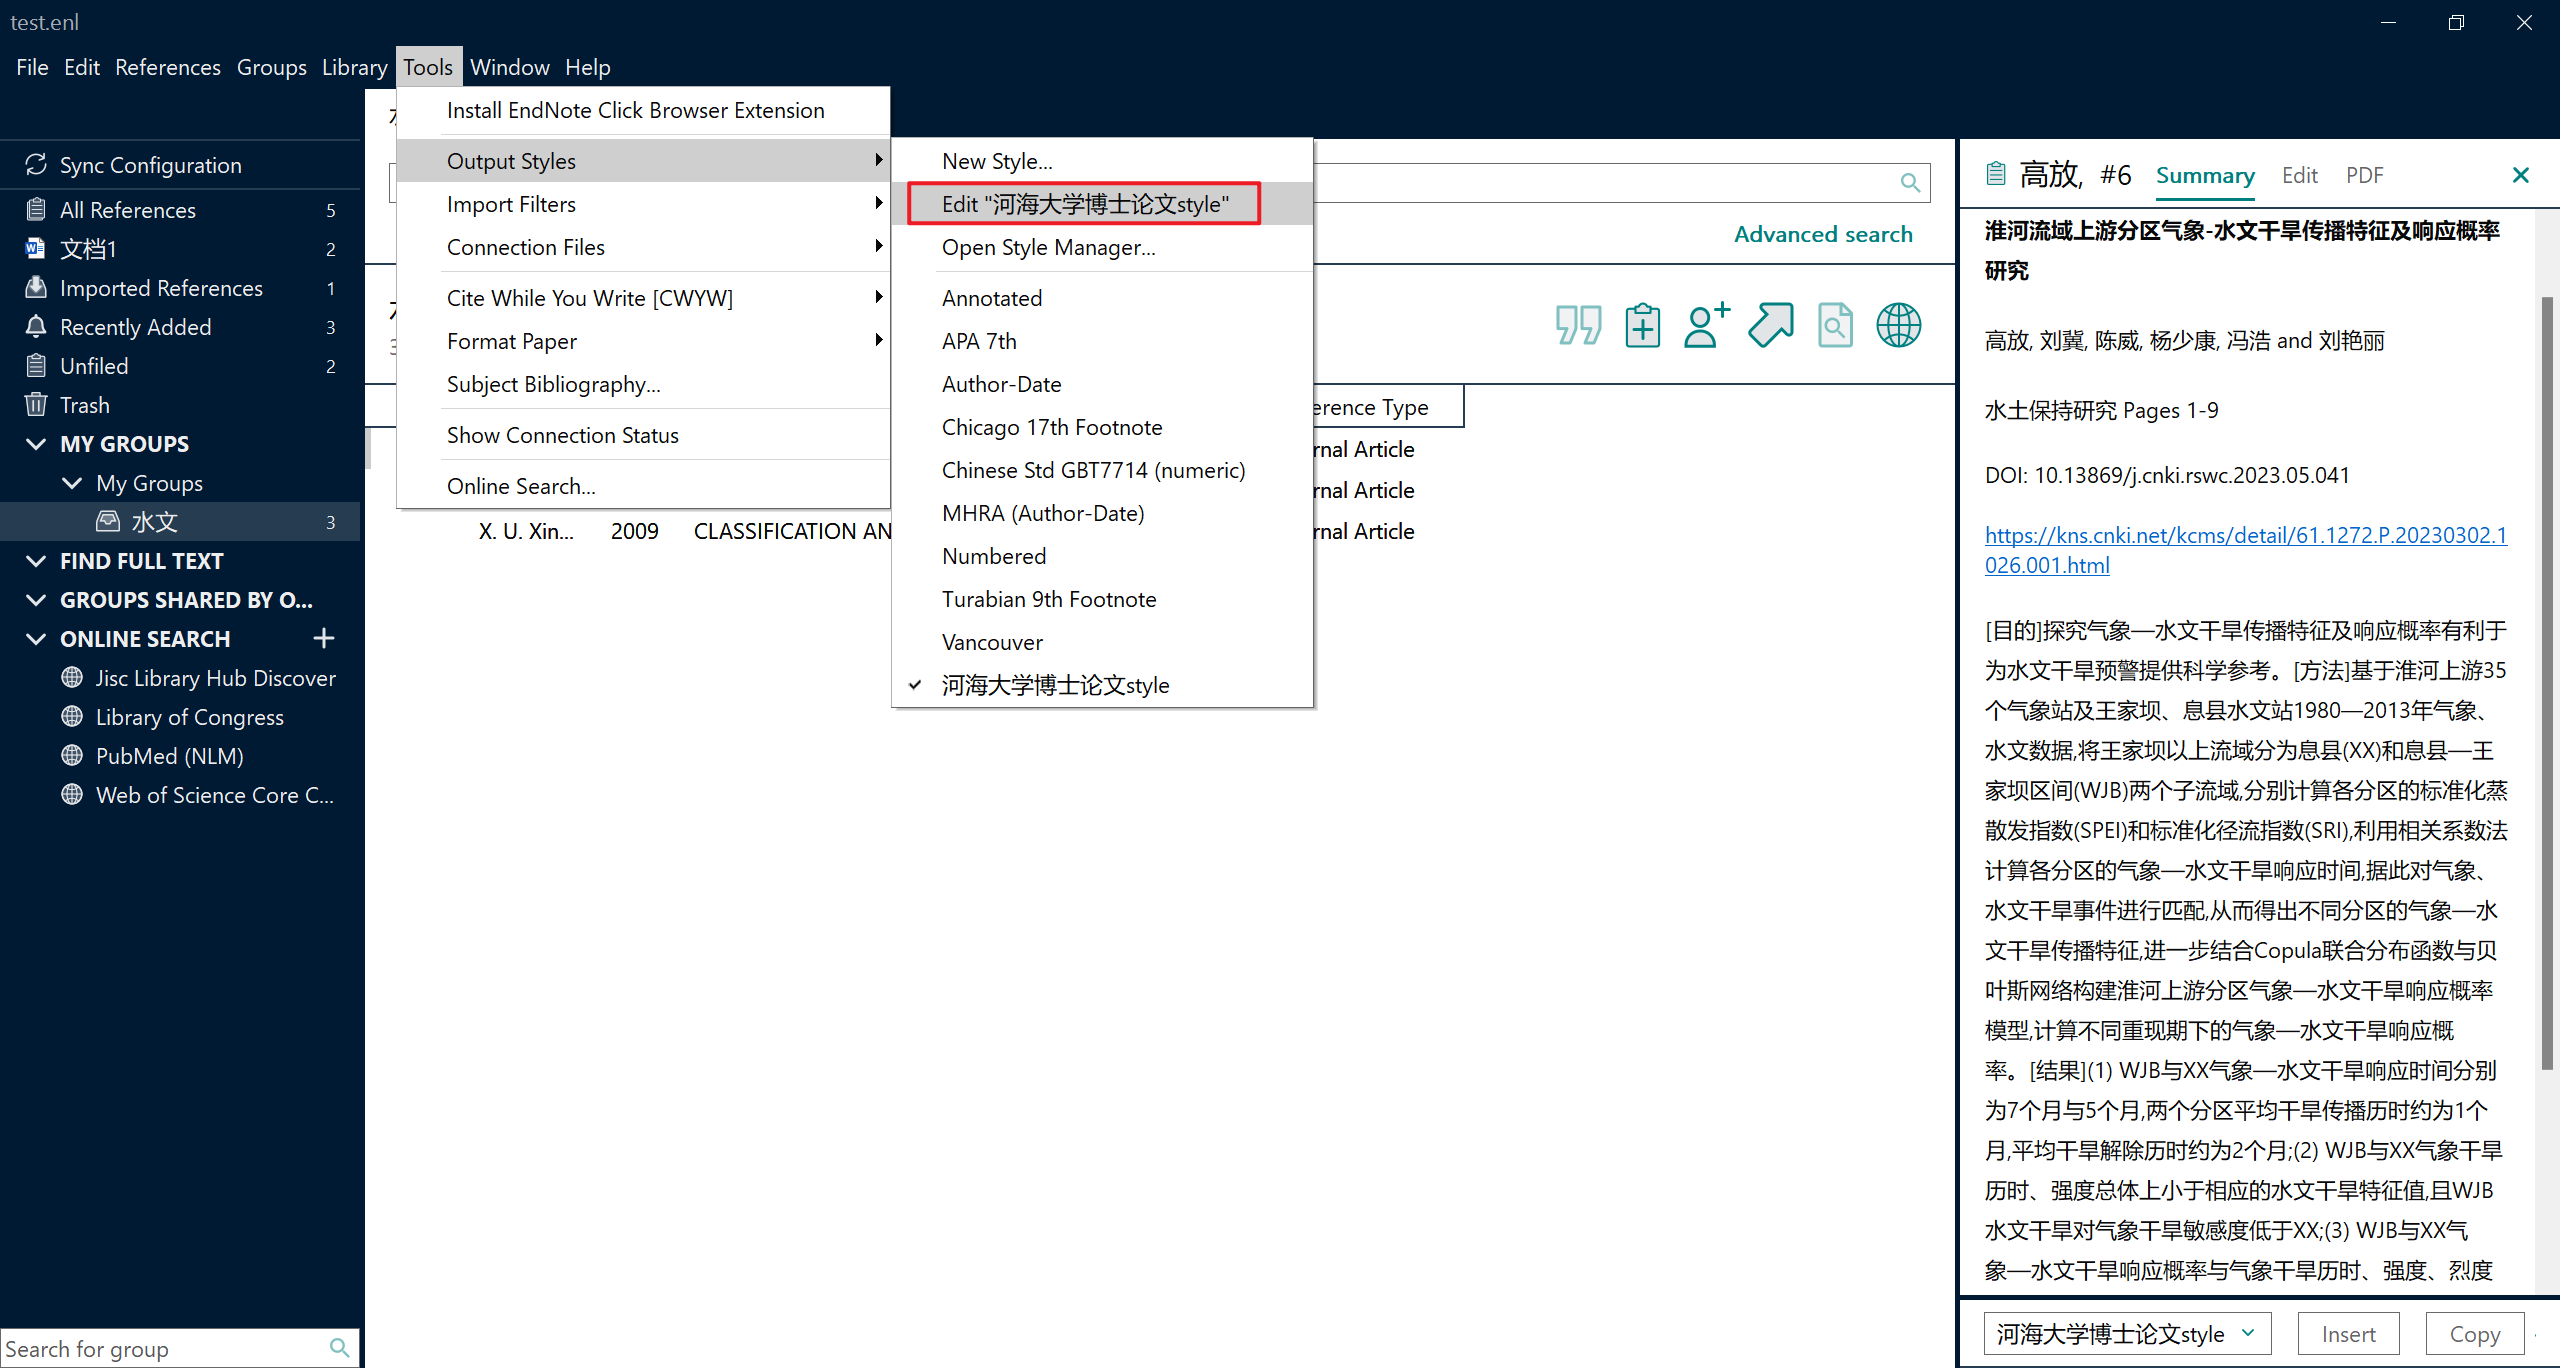 test.enl
File Edit References Groups Library Tools Window Help
Sync Configuration
All References 5
文档1 2
Imported References 1
Recently Added 3
Unfiled 2
Trash
MY GROUPS
My Groups
水文 3
FIND FULL TEXT
GROUPS SHARED BY O...
ONLINE SEARCH
Jisc Library Hub Discover
Library of Congress
PubMed (NLM)
Web of Science Core C...
Search for group
Install EndNote Click Browser Extension
Output Styles
Import Filters
Connection Files
Cite While You Write [CWYW]
Format Paper
Subject Bibliography...
Show Connection Status
Online Search...
New Style...
Edit "河海大学博士论文style"
Open Style Manager...
Annotated
APA 7th
Author-Date
Chicago 17th Footnote
Chinese Std GBT7714 (numeric)
MHRA (Author-Date)
Numbered
Turabian 9th Footnote
Vancouver
河海大学博士论文style
Advanced search
erence Type
rnal Article
rnal Article
X. U. Xin... 2009 CLASSIFICATION AN rnal Article
高放, #6 Summary Edit PDF
淮河流域上游分区气象-水文干旱传播特征及响应概率
研究
高放, 刘冀, 陈威, 杨少康, 冯浩 and 刘艳丽
水土保持研究 Pages 1-9
DOI: 10.13869/j.cnki.rswc.2023.05.041
https://kns.cnki.net/kcms/detail/61.1272.P.20230302.1
026.001.html
[目的]探究气象—水文干旱传播特征及响应概率有利于
为水文干旱预警提供科学参考。[方法]基于淮河上游35
个气象站及王家坝、息县水文站1980—2013年气象、
水文数据,将王家坝以上流域分为息县(XX)和息县—王
家坝区间(WJB)两个子流域,分别计算各分区的标准化蒸
散发指数(SPEI)和标准化径流指数(SRI),利用相关系数法
计算各分区的气象—水文干旱响应时间,据此对气象、
水文干旱事件进行匹配,从而得出不同分区的气象—水
文干旱传播特征,进一步结合Copula联合分布函数与贝
叶斯网络构建淮河上游分区气象—水文干旱响应概率
模型,计算不同重现期下的气象—水文干旱响应概
率。[结果](1) WJB与XX气象—水文干旱响应时间分别
为7个月与5个月,两个分区平均干旱传播历时约为1个
月,平均干旱解除历时约为2个月;(2) WJB与XX气象干旱
历时、强度总体上小于相应的水文干旱特征值,且WJB
水文干旱对气象干旱敏感度低于XX;(3) WJB与XX气
象—水文干旱响应概率与气象干旱历时、强度、烈度
河海大学博士论文style Insert Copy